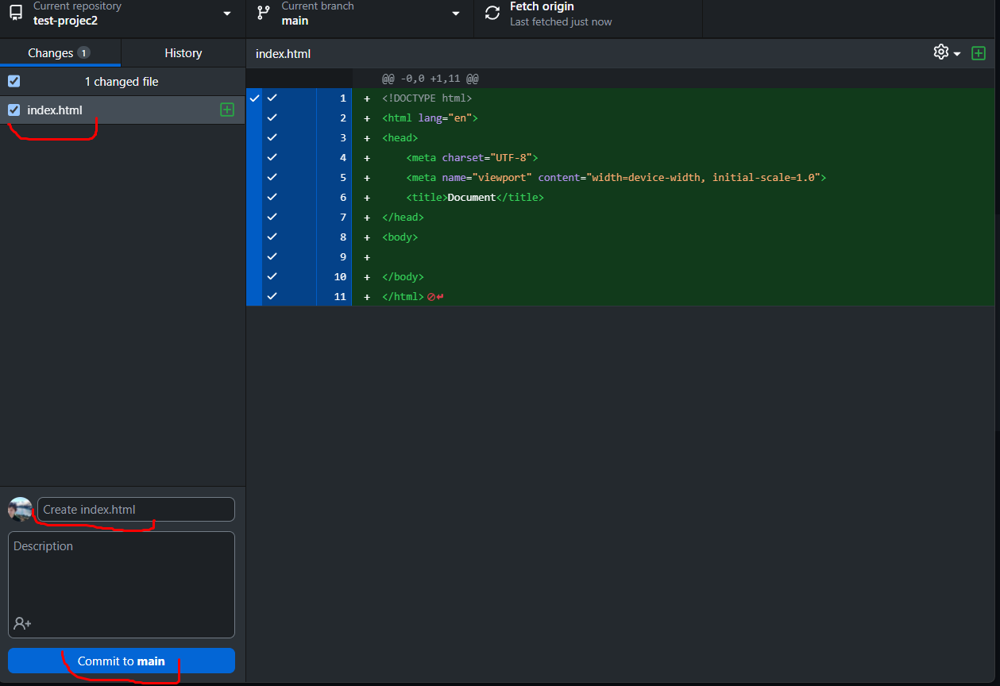 Current repository
test-projec2
Current branch
main
Fetch origin
Last fetched just now
Changes 1
History
index.html
1 changed file
index.html
@@ -0,0 +1,11 @@
1 + <!DOCTYPE html>
2 + <html lang="en">
3 + <head>
4 +     <meta charset="UTF-8">
5 +     <meta name="viewport" content="width=device-width, initial-scale=1.0">
6 +     <title>Document</title>
7 + </head>
8 + <body>
9 +
10 + </body>
11 + </html>
Create index.html
Description
Commit to main